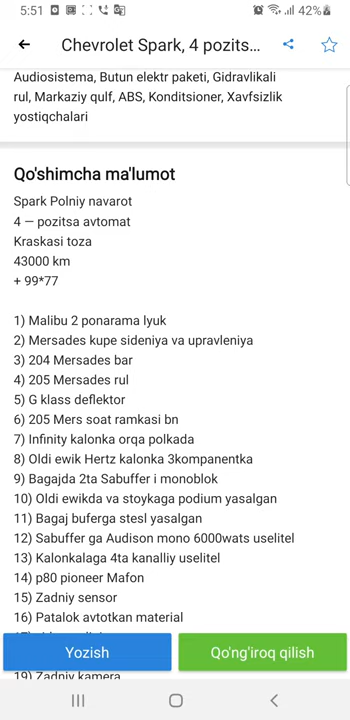 5:51
42%
Chevrolet Spark, 4 pozits...
Audiosistema, Butun elektr paketi, Gidravlikali
rul, Markaziy qulf, ABS, Konditsioner, Xavfsizlik
yostiqchalari
Qo'shimcha ma'lumot
Spark Polniy navarot
4 — pozitsa avtomat
Kraskasi toza
43000 km
+ 99*77
1) Malibu 2 ponarama lyuk
2) Mersades kupe sideniya va upravleniya
3) 204 Mersades bar
4) 205 Mersades rul
5) G klass deflektor
6) 205 Mers soat ramkasi bn
7) Infinity kalonka orqa polkada
8) Oldi ewik Hertz kalonka 3kompanentka
9) Bagajda 2ta Sabuffer i monoblok
10) Oldi ewikda va stoykaga podium yasalgan
11) Bagaj buferga stesl yasalgan
12) Sabuffer ga Audison mono 6000wats uselitel
13) Kalonkalaga 4ta kanalliy uselitel
14) p80 pioneer Mafon
15) Zadniy sensor
16) Patalok avtotkan material
Yozish
Qo'ng'iroq qilish
19) Zadniy kamera